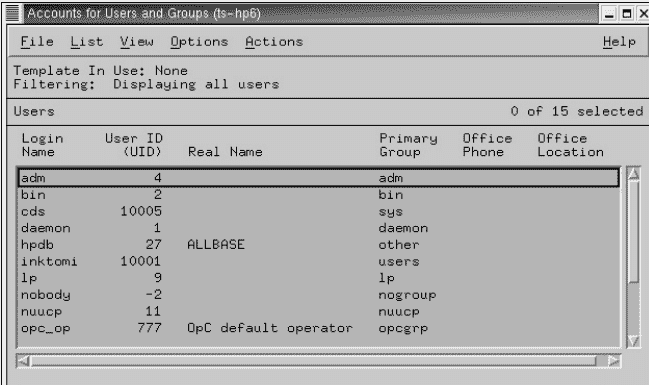 Accounts for Users and Groups (ts-hp6)
File List View Options Actions Help
Template In Use: None
Filtering: Displaying all users
Users 0 of 15 selected
Login User ID Primary Office Office
Name (UID) Real Name Group Phone Location
adm 4 adm
bin 2 bin
cds 10005 sys
daemon 1 daemon
hpdb 27 ALLBASE other
inktomi 10001 users
lp 9 lp
nobody -2 nogroup
nuucp 11 nuucp
opc_op 777 OpC default operator opcgrp